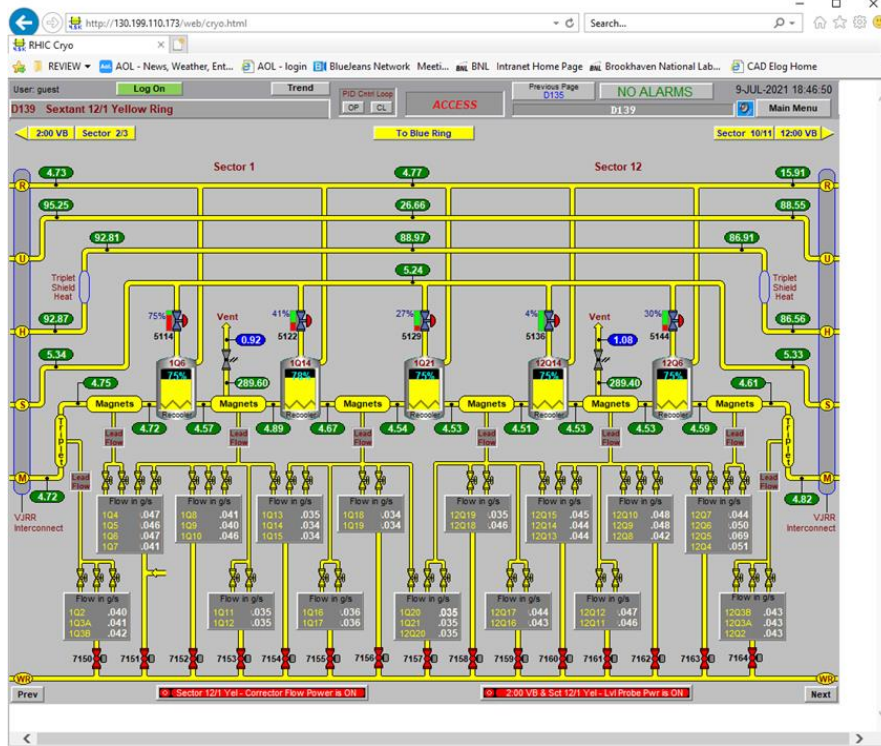 http://130.199.110.173/web/cryo.html
Search...
RHIC Cryo
REVIEW
AOL - News, Weather, Ent...
AOL - login
BlueJeans Network Meeti...
BNL Intranet Home Page
Brookhaven National Lab...
CAD Elog Home
User: guest
Log On
Trend
PID Cntrl Loop
OP CL
ACCESS
Previous Page
D135
NO ALARMS
9-JUL-2021 18:46:50
D139 Sextant 12/1 Yellow Ring
D139
Main Menu
2:00 VB Sector 2/3
To Blue Ring
Sector 10/11 12:00 VB
Sector 1
Sector 12
4.73 4.77 15.91
R R
95.25 26.66 88.55
92.81 88.97 86.91
U U
5.24
Triplet Shield Heat
Triplet Shield Heat
92.87 86.56
H H
75% 41% 27% 4% 30%
Vent Vent
5114 5122 5129 5136 5144
0.92 1.08
5.34 5.33
1Q6 1Q14 1Q21 12Q14 12Q6
75% 78% 75% 75% 75%
4.75 289.60 289.40 4.61
S S
Magnets Magnets Magnets Magnets Magnets Magnets
Recooler Recooler Recooler Recooler Recooler
4.72 4.57 4.89 4.67 4.54 4.53 4.51 4.53 4.53 4.59
Triplet Triplet
Lead Flow Lead Flow Lead Flow Lead Flow Lead Flow Lead Flow
Lead Flow Lead Flow
M M
4.72 4.82
VJRR Interconnect
VJRR Interconnect
Flow in g/s
1Q4 .047
1Q5 .046
1Q6 .047
1Q7 .041
Flow in g/s
1Q8 .041
1Q9 .040
1Q10 .046
Flow in g/s
1Q13 .035
1Q14 .034
1Q15 .034
Flow in g/s
1Q18 .034
1Q19 .034
Flow in g/s
12Q19 .035
12Q18 .046
Flow in g/s
12Q15 .045
12Q14 .044
12Q13 .044
Flow in g/s
12Q10 .048
12Q9 .048
12Q8 .042
Flow in g/s
12Q7 .044
12Q6 .050
12Q5 .069
12Q4 .051
Flow in g/s
1Q2 .040
1Q3A .041
1Q3B .042
Flow in g/s
1Q11 .035
1Q12 .035
Flow in g/s
1Q16 .036
1Q17 .036
Flow in g/s
1Q20 .035
1Q21 .035
12Q20 .035
Flow in g/s
12Q17 .044
12Q16 .043
Flow in g/s
12Q12 .047
12Q11 .046
Flow in g/s
12Q3B .043
12Q3A .043
12Q2 .043
7150 7151 7152 7153 7154 7155 7156 7157 7158 7159 7160 7161 7162 7163 7164
WR WR
Prev
Sector 12/1 Yel - Corrector Flow Power is ON
2:00 VB & Sct 12/1 Yel - Lvl Probe Pwr is ON
Next